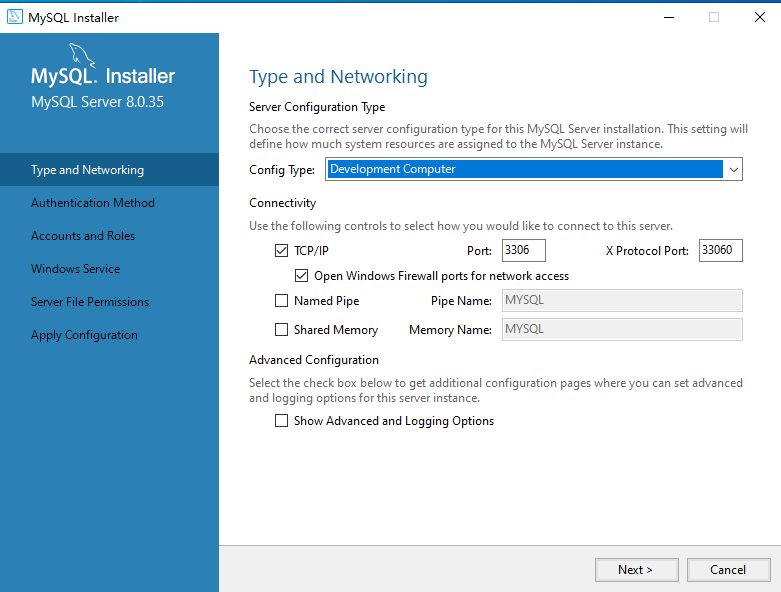 MySQL Installer
MySQL. Installer
MySQL Server 8.0.35
Type and Networking
Authentication Method
Accounts and Roles
Windows Service
Server File Permissions
Apply Configuration
Type and Networking
Server Configuration Type
Choose the correct server configuration type for this MySQL Server installation. This setting will
define how much system resources are assigned to the MySQL Server instance.
Config Type: Development Computer
Connectivity
Use the following controls to select how you would like to connect to this server.
TCP/IP Port: 3306 X Protocol Port: 33060
Open Windows Firewall ports for network access
Named Pipe Pipe Name: MYSQL
Shared Memory Memory Name: MYSQL
Advanced Configuration
Select the check box below to get additional configuration pages where you can set advanced
and logging options for this server instance.
Show Advanced and Logging Options
Next > Cancel